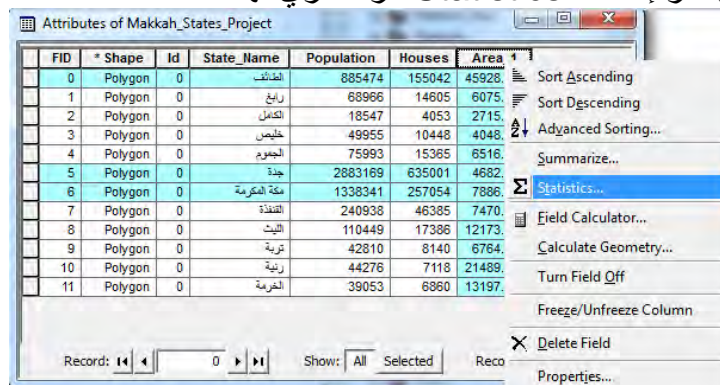 Attributes of Makkah_States_Project
FID * Shape Id State_Name Population Houses Area_1
0 Polygon 0 الطائف 885474 155042 45928.
1 Polygon 0 رابغ 68966 14605 6075.
2 Polygon 0 الكامل 18547 4053 2715.
3 Polygon 0 خليص 49955 10448 4048.
4 Polygon 0 الجموم 75993 15365 6516.
5 Polygon 0 جدة 2883169 635001 4682.
6 Polygon 0 مكة المكرمة 1338341 257054 7886.
7 Polygon 0 القنفذة 240938 46385 7470.
8 Polygon 0 الليث 110449 17386 12173.
9 Polygon 0 تربة 42810 8140 6764.
10 Polygon 0 رنية 44276 7118 21489.
11 Polygon 0 الخرمة 39053 6860 13197.
Sort Ascending
Sort Descending
Advanced Sorting...
Summarize...
Σ Statistics...
Field Calculator...
Calculate Geometry...
Turn Field Off
Freeze/Unfreeze Column
Delete Field
Properties...
Record: 0 Show: All Selected Reco